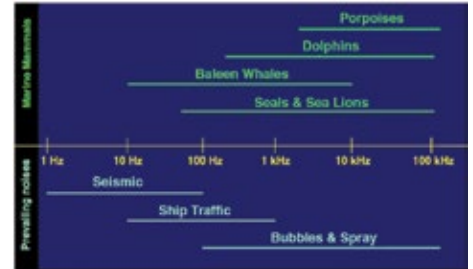 Marine Mammals
Porpoises
Dolphins
Baleen Whales
Seals & Sea Lions
1 Hz 10 Hz 100 Hz 1 kHz 10 kHz 100 kHz
Prevailing noises
Seismic
Ship Traffic
Bubbles & Spray